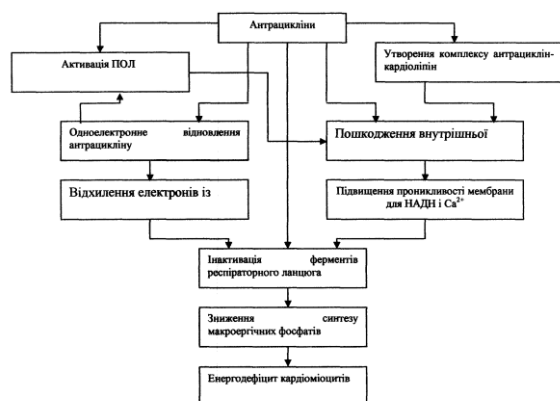 Антрацикліни
Активація ПОЛ
Утворення комплексу антрациклін-
кардіоліпін
Одноелектронне відновлення
антрацикліну
Пошкодження внутрішньої
Відхилення електронів із
Підвищення проникливості мембрани
для НАДН і Са²⁺
Інактивація ферментів
респіраторного ланцюга
Зниження синтезу
макроергічних фосфатів
Енергодефіцит кардіоміоцитів